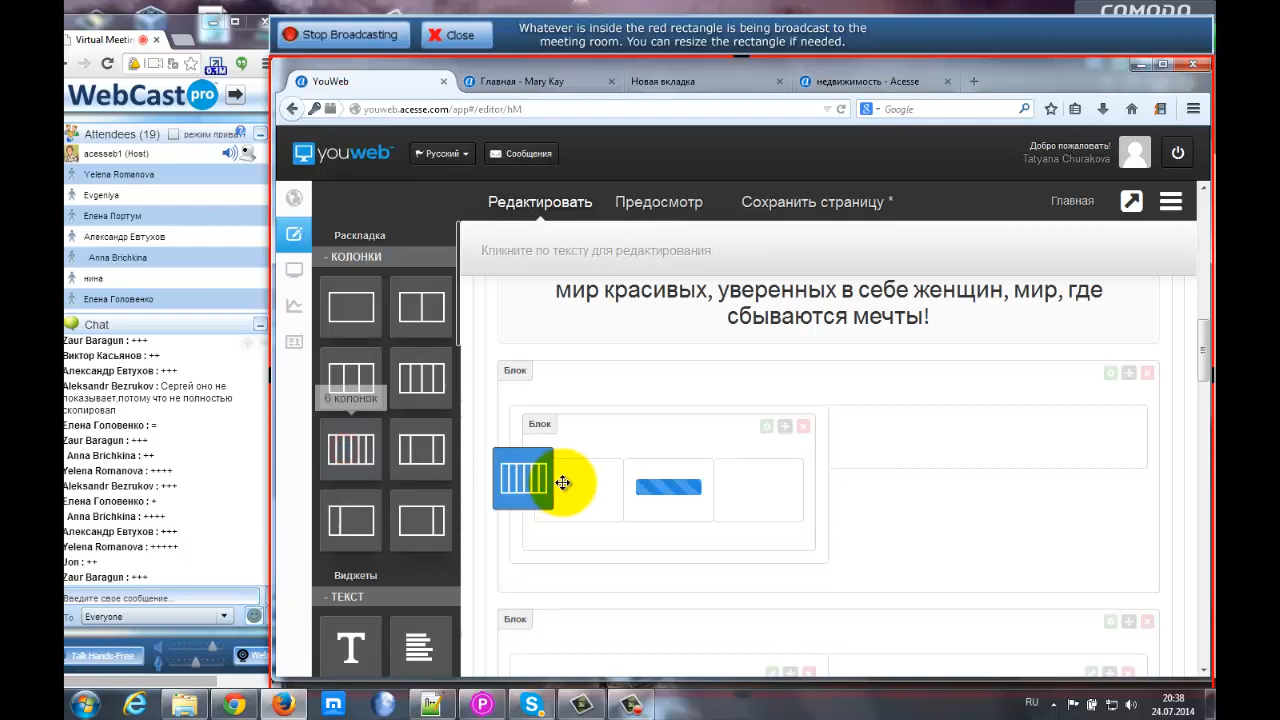 COMODO
Stop Broadcasting
Close
Whatever is inside the red rectangle is being broadcast to the
meeting room. You can resize the rectangle if needed.
Virtual Meetin
0.1M
WebCast pro
Attendees (19)
режим приват
acesseb1 (Host)
Yelena Romanova
Evgeniya
Елена Портум
Александр Евтухов
Anna Brichkina
нина
Елена Головенко
Chat
Zaur Baragun : +++
Виктор Касьянов : ++
Александр Евтухов : +++
Aleksandr Bezrukov : Сергей оно не
показывает,потому что не полностью
скопировал
Елена Головенко : =
Zaur Baragun : +++
Anna Brichkina : ++
Yelena Romanova : ++++
Aleksandr Bezrukov : +++
Елена Головенко : +
Anna Brichkina : ++++
Александр Евтухов : +++
Yelena Romanova : +++++
Jon : ++
Zaur Baragun : +++
Введите свое сообщение...
To
Everyone
Talk Hands-Free
We
YouWeb
Главная - Mary Kay
Новая вкладка
недвижимость - Acesse
youweb.acesse.com/app#/editor/hM
Google
youweb
Русский
Сообщения
Добро пожаловать!
Tatyana Churakova
Редактировать
Предосмотр
Сохранить страницу *
Главная
Раскладка
- КОЛОНКИ
6 колонок
Виджеты
- ТЕКСТ
T
Кликните по тексту для редактирования.
мир красивых, уверенных в себе женщин, мир, где
сбываются мечты!
Блок
Блок
Блок
RU
20:38
24.07.2014